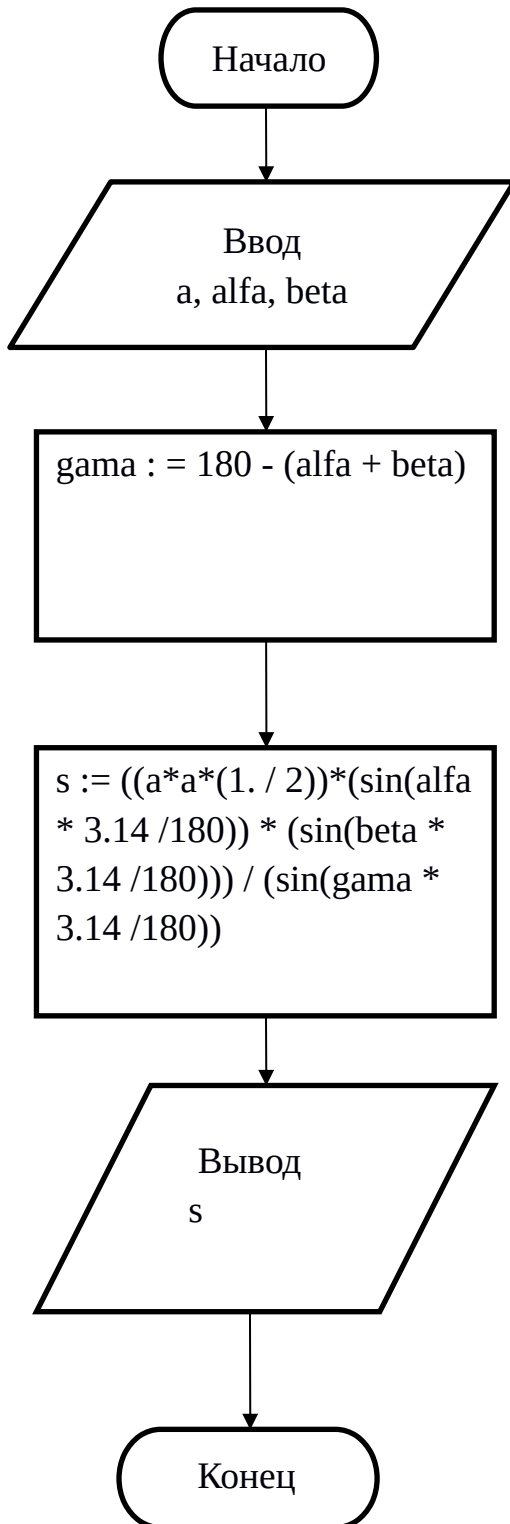 Начало
Ввод
a, alfa, beta
gama : = 180 - (alfa + beta)
s := ((a*a*(1. / 2))*(sin(alfa
* 3.14 /180)) * (sin(beta *
3.14 /180))) / (sin(gama *
3.14 /180))
Вывод
s
Конец